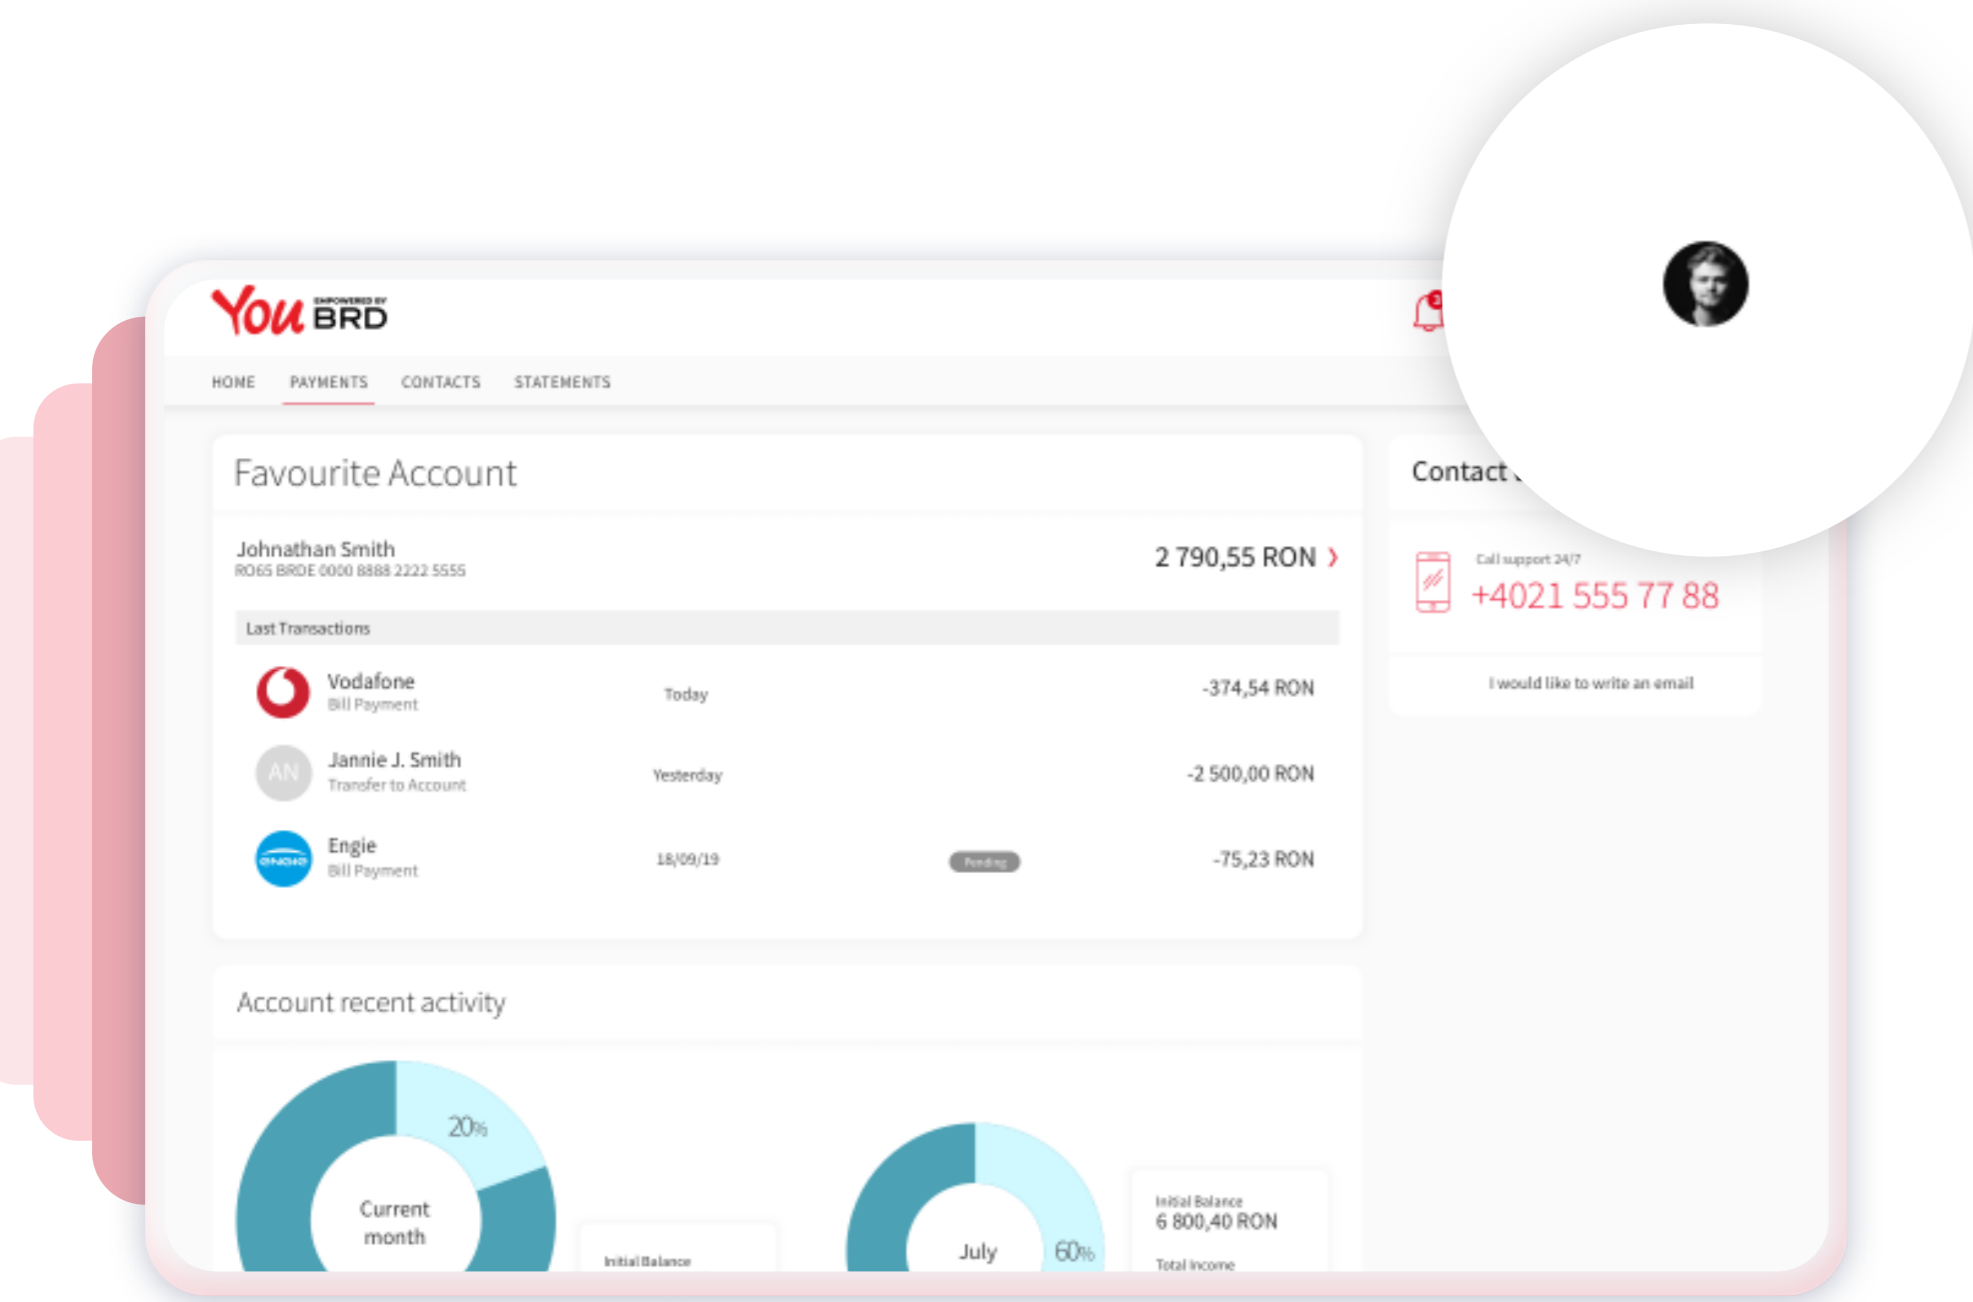 You EMPOWERED BY
BRD
HOME PAYMENTS CONTACTS STATEMENTS
Favourite Account
Johnathan Smith
RO65 BRDE 0000 8888 2222 5555
2 790,55 RON
Last Transactions
Vodafone
Bill Payment
Today
-374,54 RON
AN
Jannie J. Smith
Transfer to Account
Yesterday
-2 500,00 RON
engie
Engie
Bill Payment
18/09/19
Pending
-75,23 RON
Contact
Call support 24/7
+4021 555 77 88
I would like to write an email
Account recent activity
20%
Current
month
Initial Balance
July
60%
Initial Balance
6 800,40 RON
Total Income